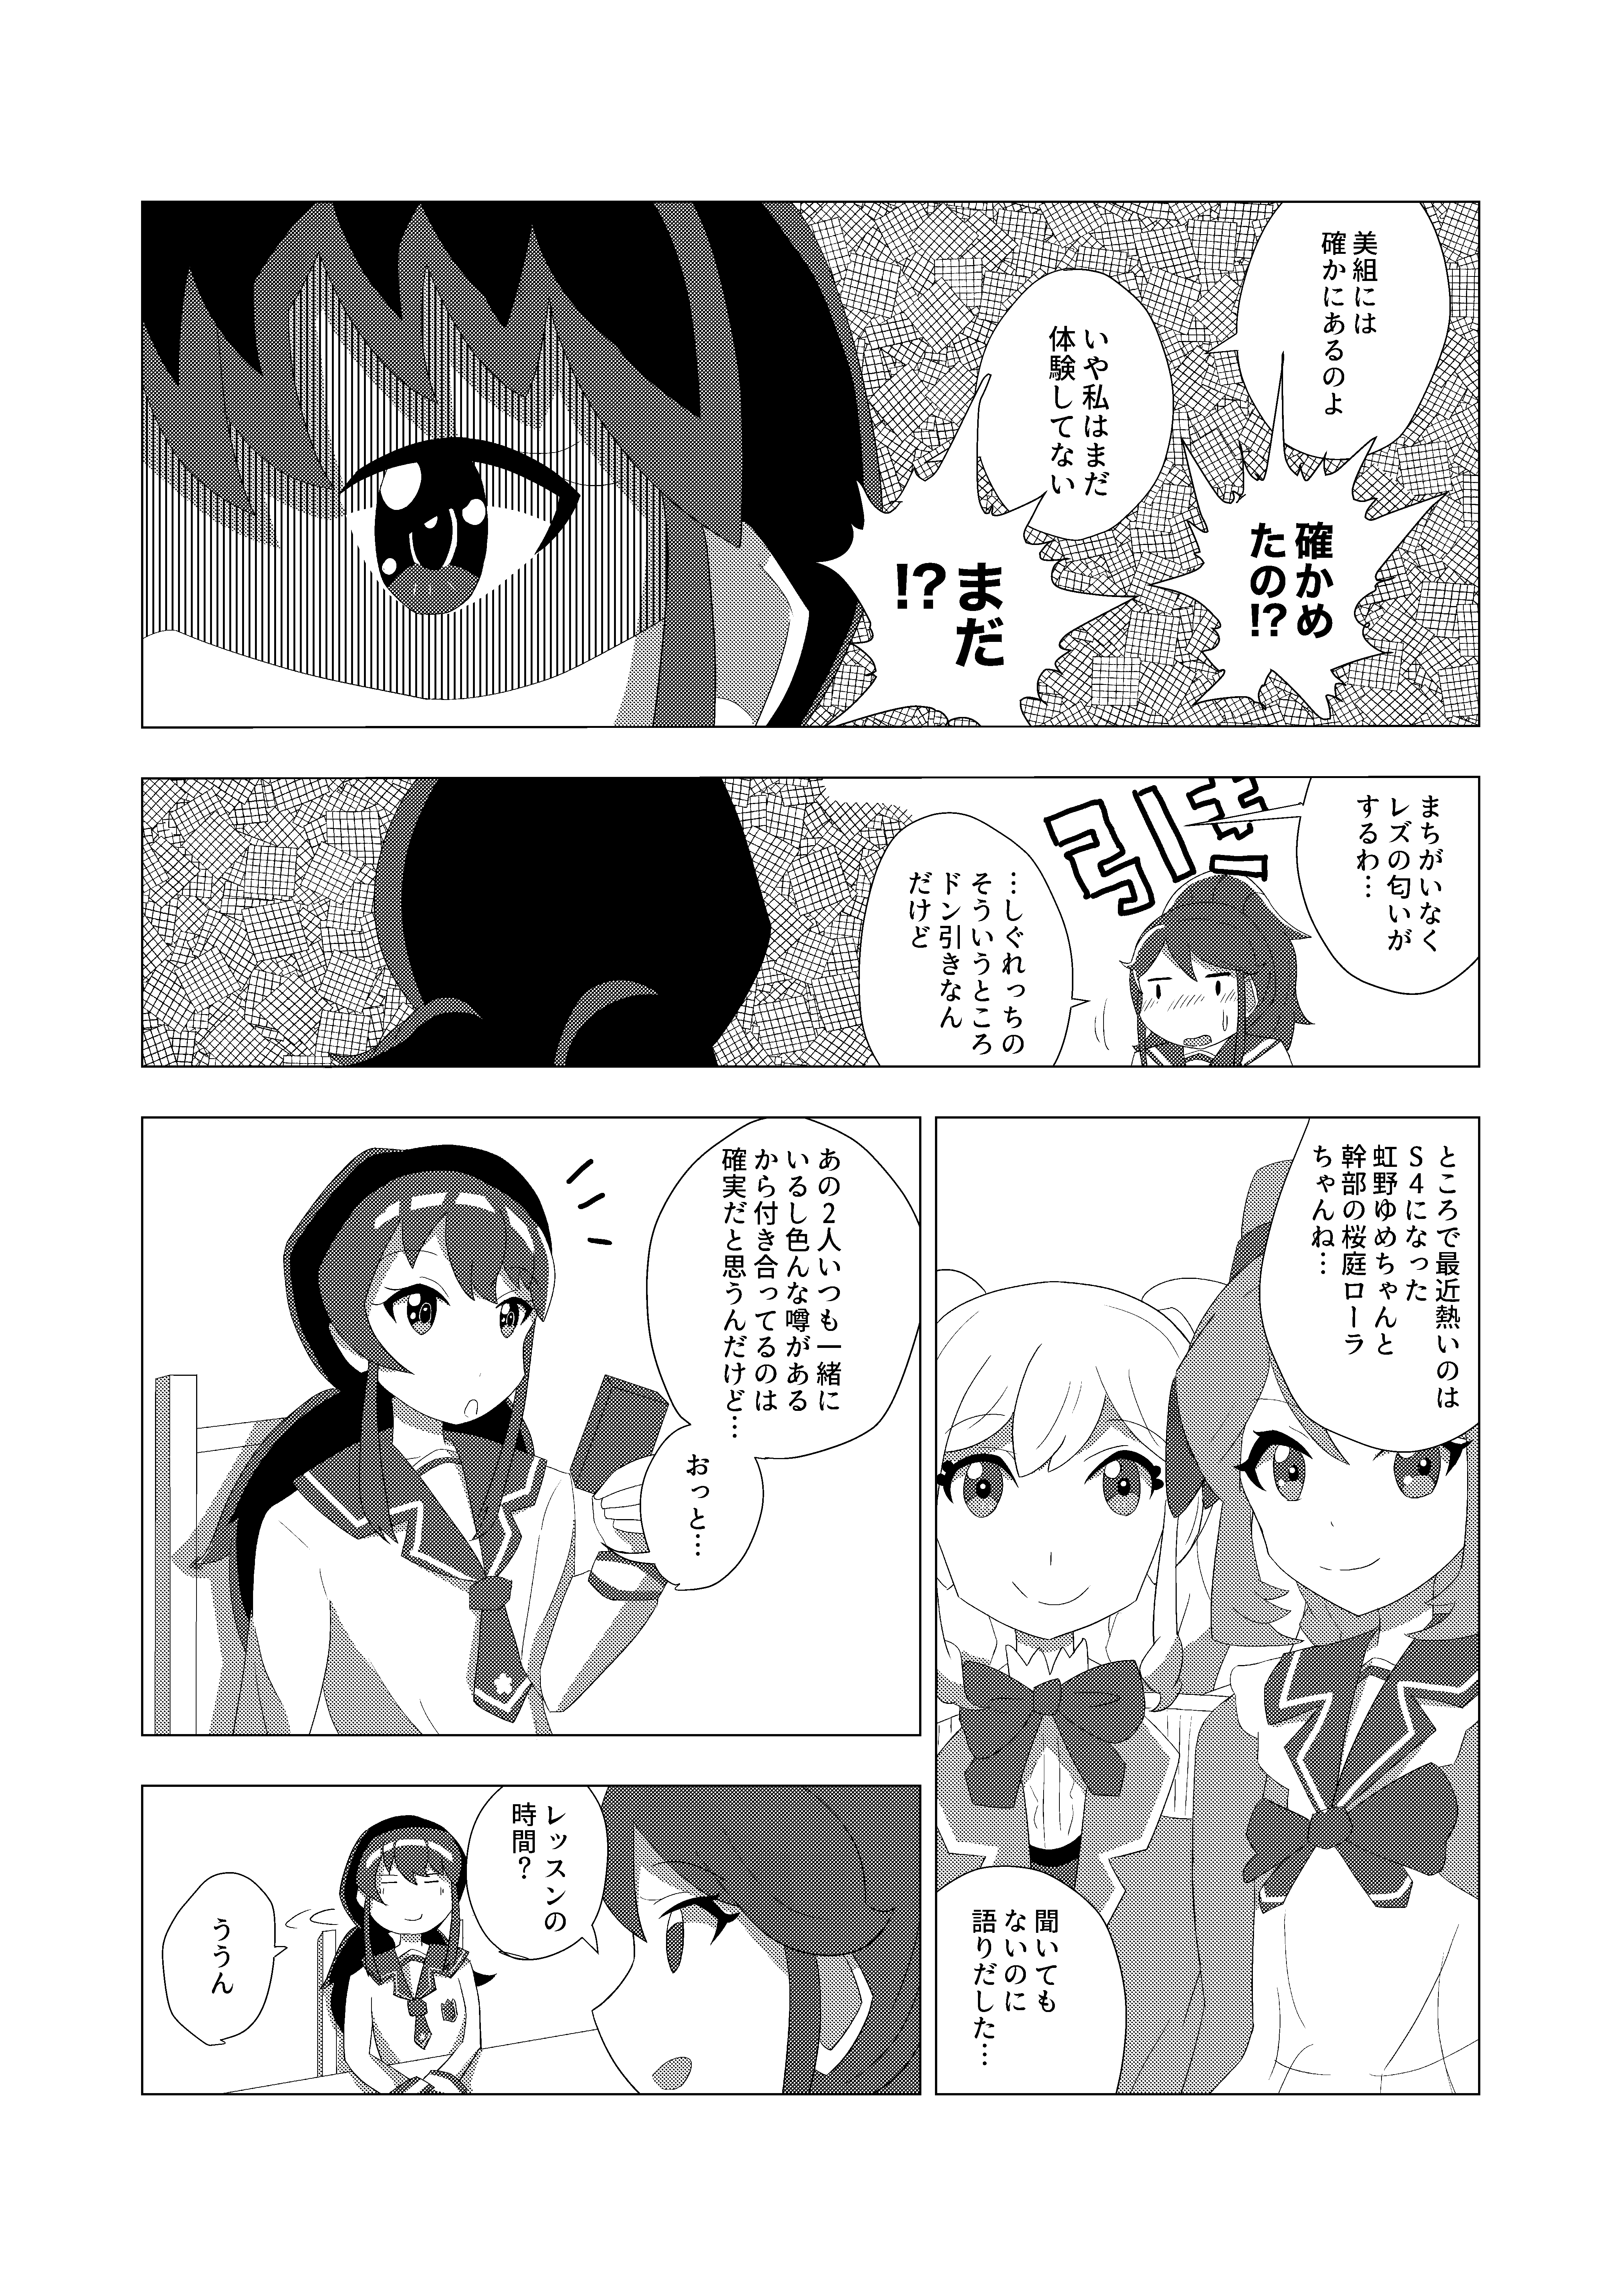 美組には
確かにあるのよ
確かめ
たの!?
いや私はまだ
体験してない
まだ
!?
まちがいなく
レズの匂いが
するわ…
引き
…しぐれっちの
そういうところ
ドン引きなん
だけど
ところで最近熱いのは
S4になった
虹野ゆめちゃんと
幹部の桜庭ローラ
ちゃんね…
聞いても
ないのに
語りだした…
あの2人いつも一緒に
いるし色んな噂がある
から付き合ってるのは
確実だと思うんだけど…
おっと…
レッスンの
時間?
ううん